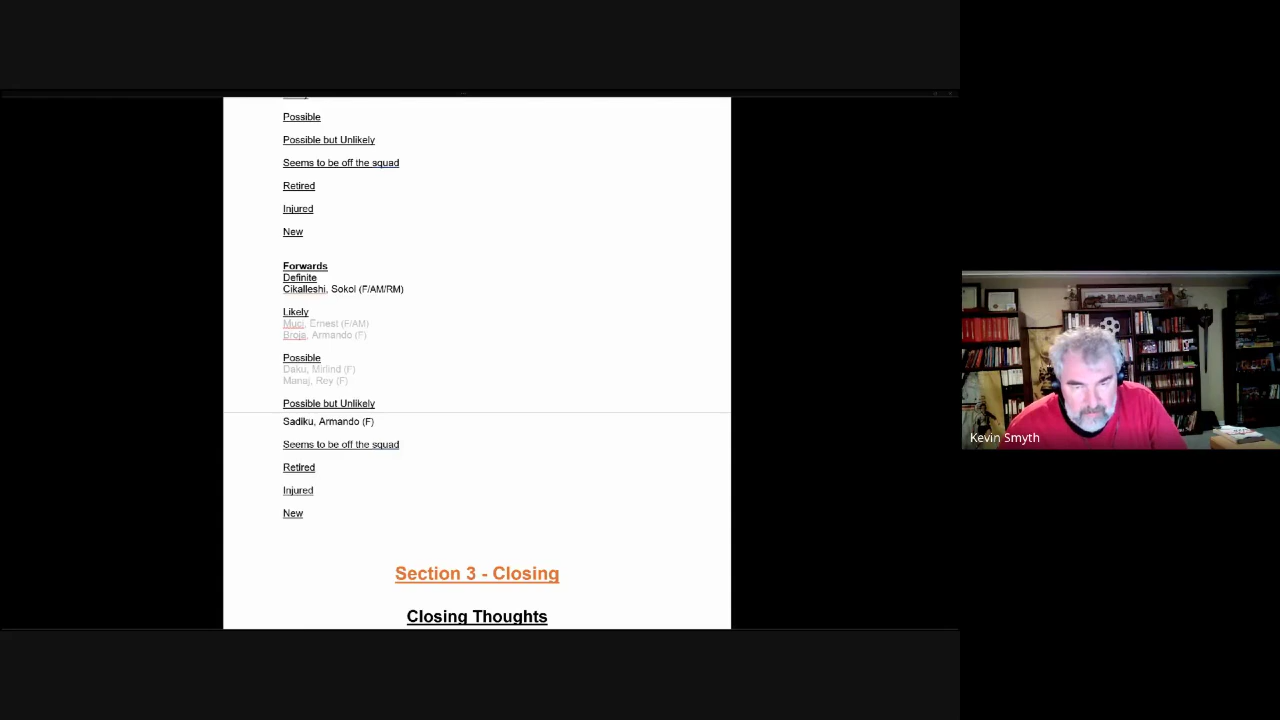 Possible
Possible but Unlikely
Seems to be off the squad
Retired
Injured
New
Forwards
Definite
Cikalleshi, Sokol (F/AM/RM)
Likely
Muci, Ernest (F/AM)
Broja, Armando (F)
Possible
Daku, Mirlind (F)
Manaj, Rey (F)
Possible but Unlikely
Sadiku, Armando (F)
Seems to be off the squad
Retired
Injured
New
Section 3 - Closing
Closing Thoughts
Kevin Smyth